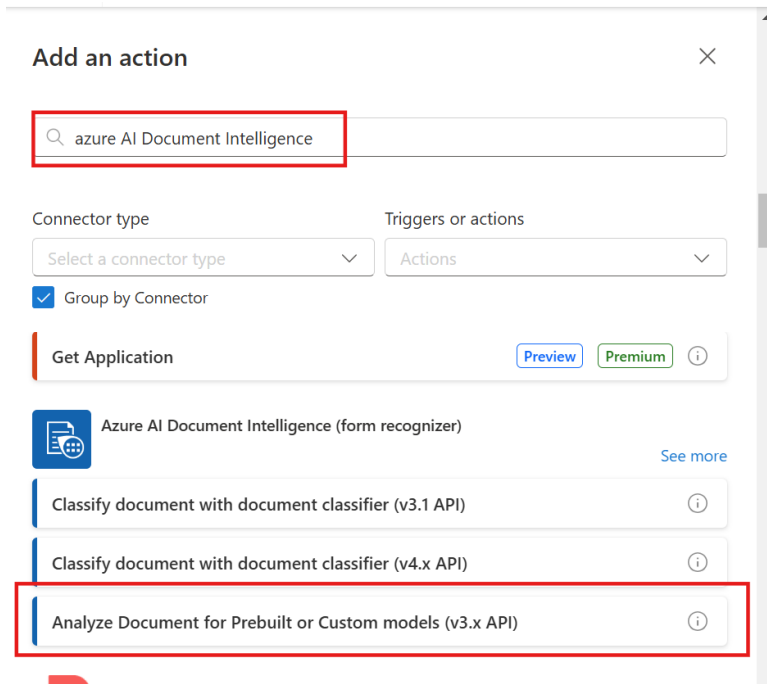 Add an action
azure AI Document Intelligence
Connector type Triggers or actions
Select a connector type Actions
Group by Connector
Get Application Preview Premium
Azure AI Document Intelligence (form recognizer)
See more
Classify document with document classifier (v3.1 API)
Classify document with document classifier (v4.x API)
Analyze Document for Prebuilt or Custom models (v3.x API)